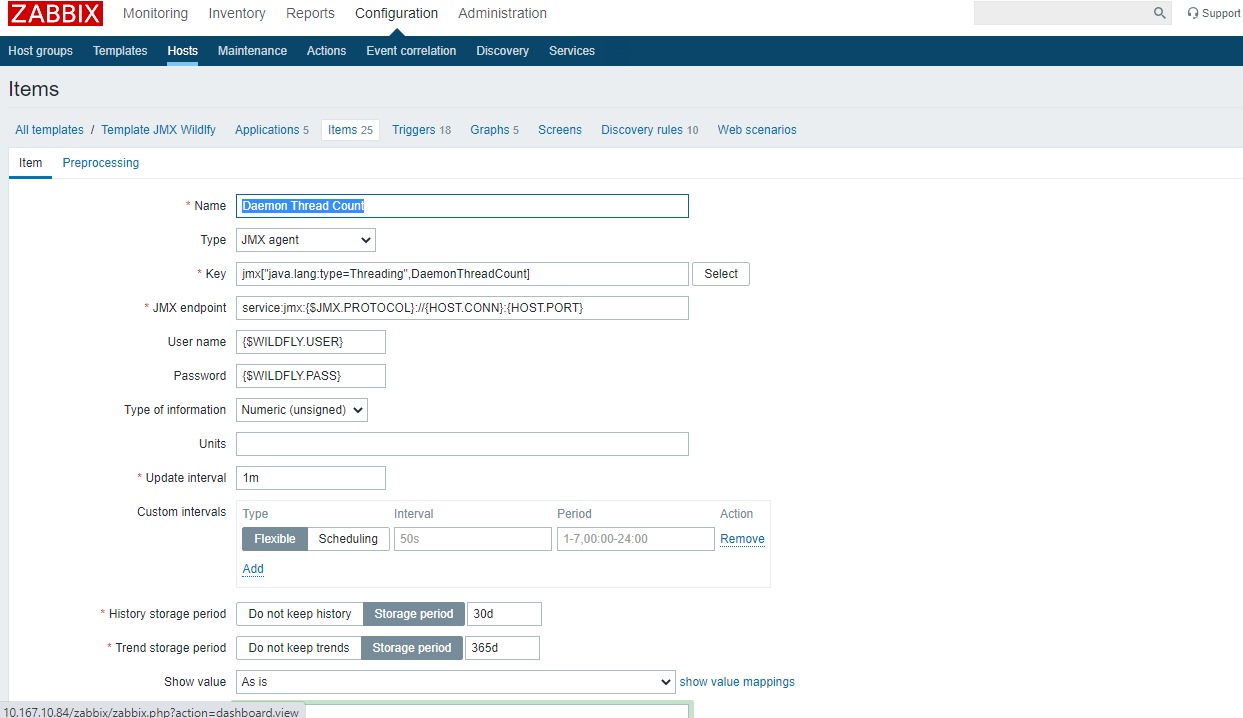 ZABBIX Monitoring Inventory Reports Configuration Administration Support
Host groups Templates Hosts Maintenance Actions Event correlation Discovery Services
Items
All templates / Template JMX Wildlfy Applications 5 Items 25 Triggers 18 Graphs 5 Screens Discovery rules 10 Web scenarios
Item Preprocessing
* Name Daemon Thread Count
Type JMX agent
* Key jmx["java.lang:type=Threading",DaemonThreadCount] Select
* JMX endpoint service:jmx:{$JMX.PROTOCOL}://{HOST.CONN}:{HOST.PORT}
User name {$WILDFLY.USER}
Password {$WILDFLY.PASS}
Type of information Numeric (unsigned)
Units
* Update interval 1m
Custom intervals Type Interval Period Action
Flexible Scheduling 50s 1-7,00:00-24:00 Remove
Add
* History storage period Do not keep history Storage period 30d
* Trend storage period Do not keep trends Storage period 365d
Show value As is show value mappings
10.167.10.84/zabbix/zabbix.php?action=dashboard.view